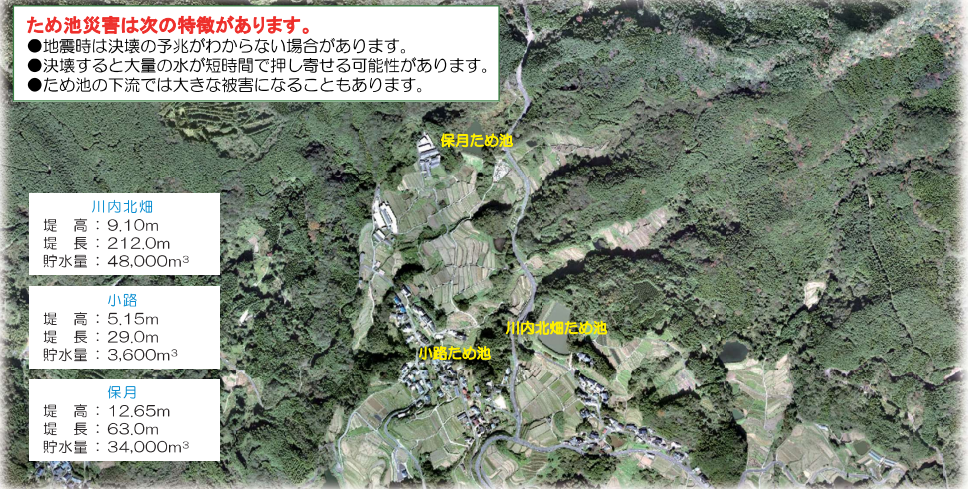 ため池災害は次の特徴があります。
●地震時は決壊の予兆がわからない場合があります。
●決壊すると大量の水が短時間で押し寄せる可能性があります。
●ため池の下流では大きな被害になることもあります。
保月ため池
川内北畑
堤　高：9.10m
堤　長：212.0m
貯水量：48,000m³
小路
堤　高：5.15m
堤　長：29.0m
貯水量：3,600m³
川内北畑ため池
小路ため池
保月
堤　高：12.65m
堤　長：63.0m
貯水量：34,000m³